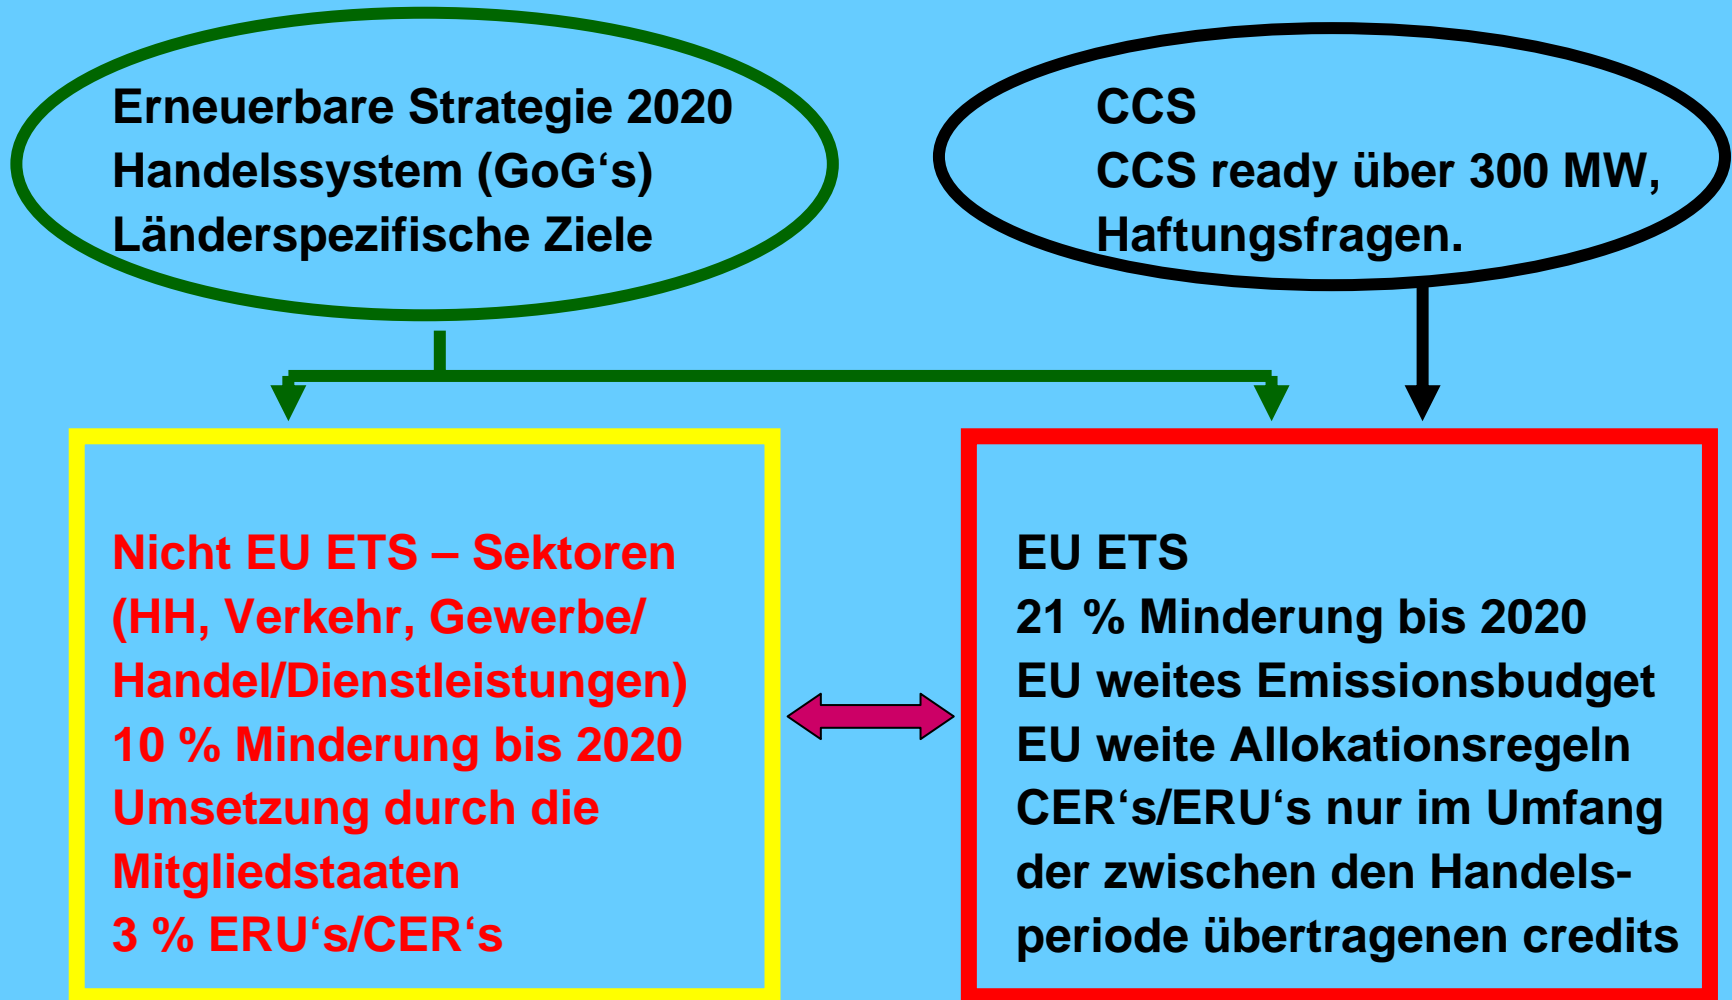 Erneuerbare Strategie 2020
Handelssystem (GoG‘s)
Länderspezifische Ziele
CCS
CCS ready über 300 MW,
Haftungsfragen.
Nicht EU ETS – Sektoren
(HH, Verkehr, Gewerbe/
Handel/Dienstleistungen)
10 % Minderung bis 2020
Umsetzung durch die
Mitgliedstaaten
3 % ERU‘s/CER‘s
EU ETS
21 % Minderung bis 2020
EU weites Emissionsbudget
EU weite Allokationsregeln
CER‘s/ERU‘s nur im Umfang
der zwischen den Handels-
periode übertragenen credits